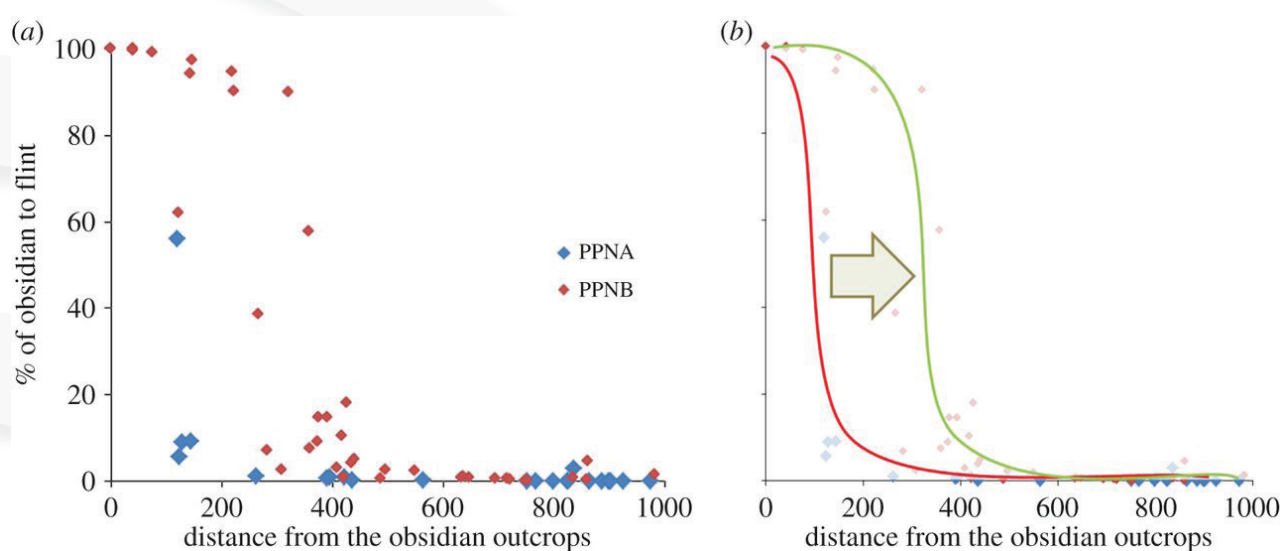 (a)
100
80
60
40
20
0
% of obsidian to flint
PPNA
PPNB
0 200 400 600 800 1000
distance from the obsidian outcrops
(b)
0 200 400 600 800 1000
distance from the obsidian outcrops